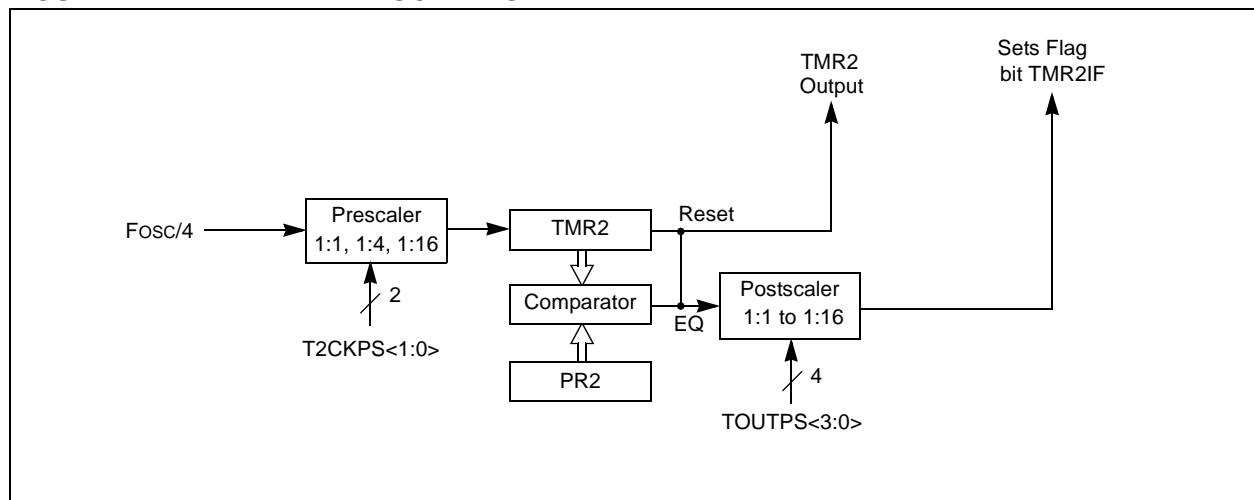 TMR2
Output
Sets Flag
bit TMR2IF
Fosc/4
Prescaler
1:1, 1:4, 1:16
2
T2CKPS<1:0>
TMR2
Reset
Comparator
EQ
PR2
Postscaler
1:1 to 1:16
4
TOUTPS<3:0>